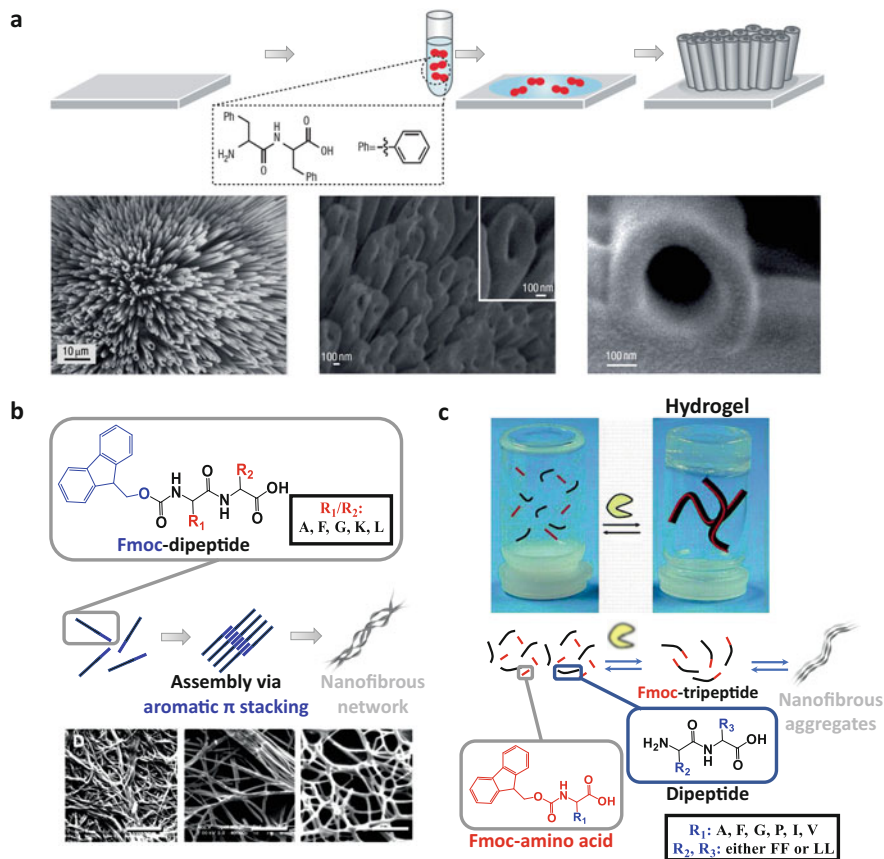 a
Ph
O
H
N
OH
H₂N
O
Ph
Ph=
10 µm
100 nm
100 nm
100 nm
b
O
O
H
N
O
R₁
O
N
H
R₂
O
OH
Fmoc-dipeptide
R₁/R₂:
A, F, G, K, L
Assembly via
aromatic π stacking
Nanofibrous
network
c
Hydrogel
Fmoc-tripeptide
Nanofibrous
aggregates
O
O
H
N
R₁
O
OH
Fmoc-amino acid
H₂N
R₂
O
N
H
R₃
O
OH
Dipeptide
R₁: A, F, G, P, I, V
R₂, R₃: either FF or LL